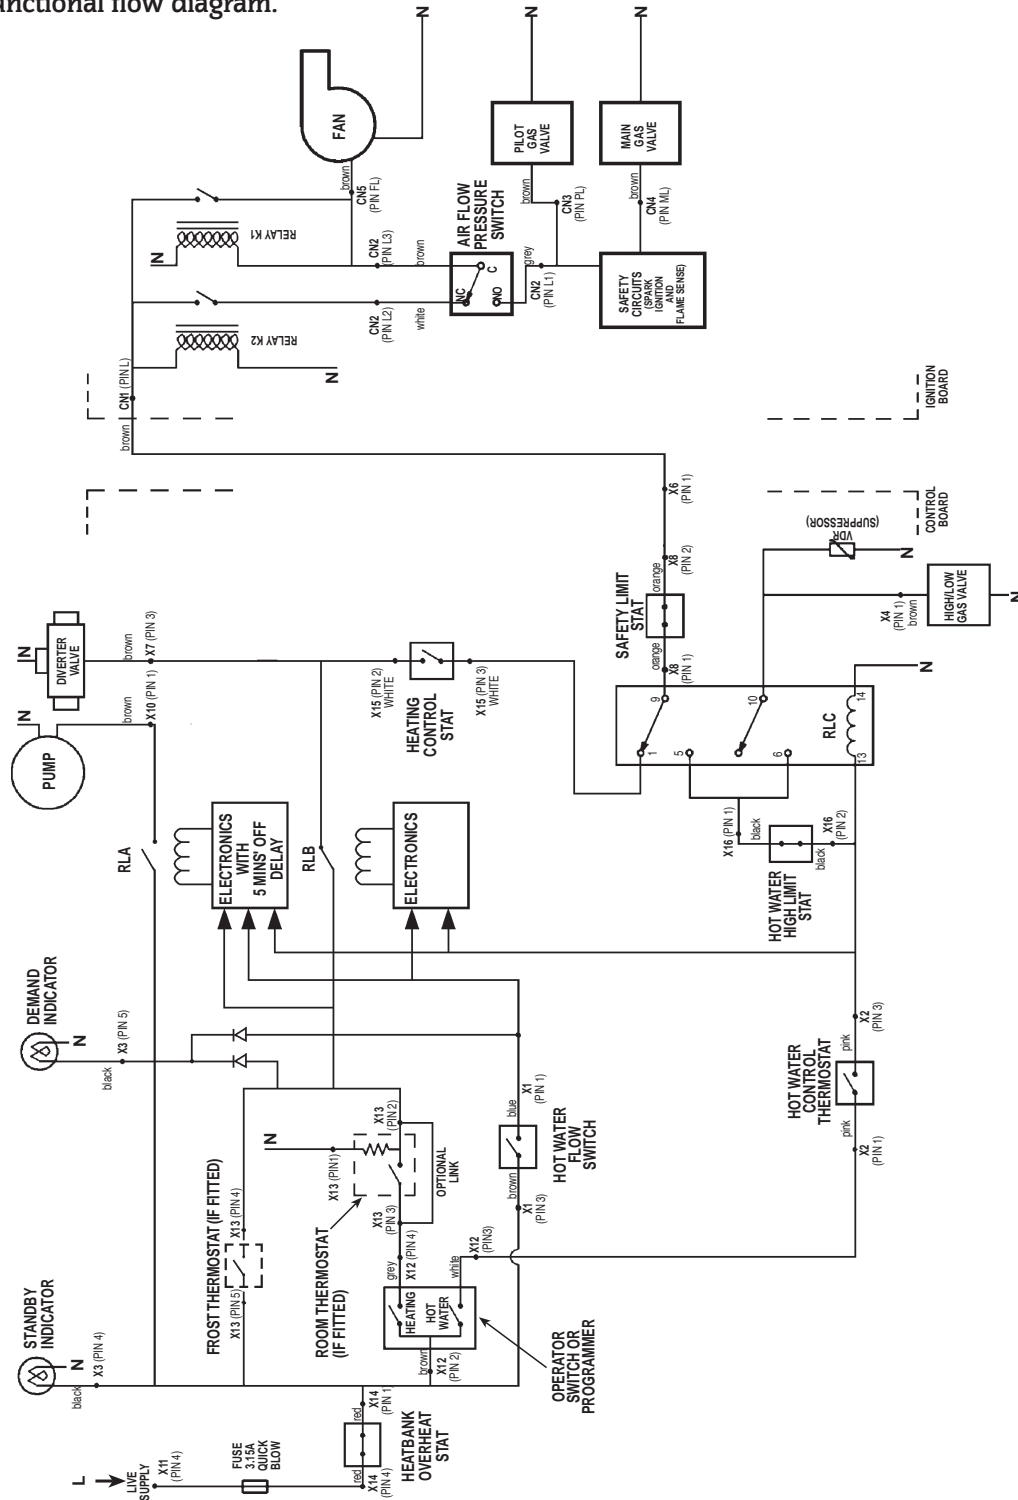 unctional flow diagram.
N
N
N
FAN
PILOT
GAS
VALVE
MAIN
GAS
VALVE
brown
CN5
(PIN FL)
brown
CN3
(PIN PL)
brown
CN4
(PIN ML)
RELAY K1
N
CN2
(PIN L3)
brown
AIR FLOW
PRESSURE
SWITCH
C
NC
NO
grey
CN2
(PIN L1)
SAFETY
CIRCUITS
(SPARK
IGNITION
AND
FLAME SENSE)
CN2
(PIN L2)
white
RELAY K2
N
CN1 (PIN L)
brown
IGNITION
BOARD
CONTROL
BOARD
X6
(PIN 1)
VDR
(SUPPRESSOR)
N
X8
(PIN 2)
orange
SAFETY LIMIT
STAT
orange
X8
(PIN 1)
X4
(PIN 1)
brown
HIGH/LOW
GAS VALVE
N
N
DIVERTER
VALVE
brown
X7 (PIN 3)
N
PUMP
brown
X10 (PIN 1)
X15 (PIN 2)
WHITE
HEATING
CONTROL
STAT
X15 (PIN 3)
WHITE
9
1
5
10
6
RLC
14
13
N
RLA
ELECTRONICS
WITH
5 MINS' OFF
DELAY
RLB
ELECTRONICS
X16 (PIN 1)
black
HOT WATER
HIGH LIMIT
STAT
black
X16
(PIN 2)
DEMAND
INDICATOR
N
black
X3 (PIN 5)
X2
(PIN 3)
pink
HOT WATER
CONTROL
THERMOSTAT
pink
X2
(PIN 1)
N
X13 (PIN1)
X13
(PIN 2)
OPTIONAL
LINK
X13
(PIN 3)
blue
X1
(PIN 1)
HOT WATER
FLOW
SWITCH
brown
X1
(PIN 3)
FROST THERMOSTAT (IF FITTED)
X13 (PIN 4)
X13 (PIN 5)
ROOM THERMOSTAT
(IF FITTED)
grey
X12 (PIN 4)
white
X12
(PIN3)
HEATING
HOT
WATER
brown
X12
(PIN 2)
OPERATOR
SWITCH OR
PROGRAMMER
STANDBY
INDICATOR
N
black
X3 (PIN 4)
red
X14
(PIN 1)
HEATBANK
OVERHEAT
STAT
red
X14
(PIN 4)
FUSE
3.15A
QUICK
BLOW
L
LIVE
SUPPLY
X11
(PIN 4)